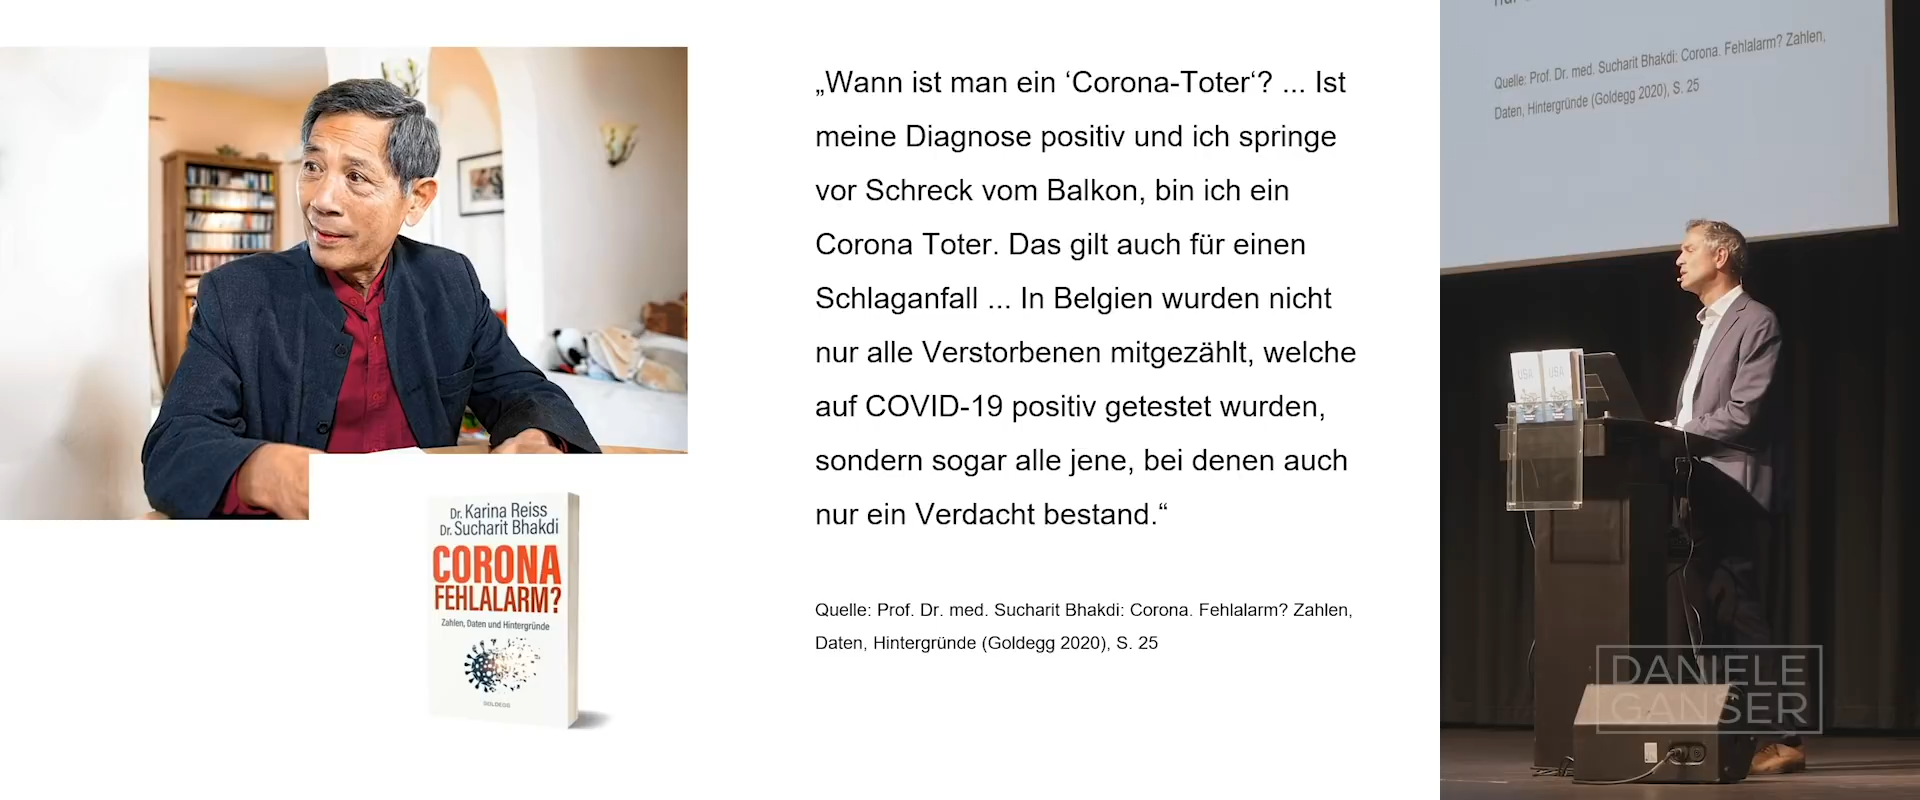 „Wann ist man ein ‘Corona-Toter‘? ... Ist
meine Diagnose positiv und ich springe
vor Schreck vom Balkon, bin ich ein
Corona Toter. Das gilt auch für einen
Schlaganfall ... In Belgien wurden nicht
nur alle Verstorbenen mitgezählt, welche
auf COVID-19 positiv getestet wurden,
sondern sogar alle jene, bei denen auch
nur ein Verdacht bestand.“
Quelle: Prof. Dr. med. Sucharit Bhakdi: Corona. Fehlalarm? Zahlen,
Daten, Hintergründe (Goldegg 2020), S. 25
Dr. Karina Reiss
Dr. Sucharit Bhakdi
CORONA
FEHLALARM?
Zahlen, Daten und Hintergründe
GOLDEGG
Quelle: Prof. Dr. med. Sucharit Bhakdi: Corona. Fehlalarm? Zahlen,
Daten, Hintergründe (Goldegg 2020), S. 25
USA
USA
DANIELE
GANSER